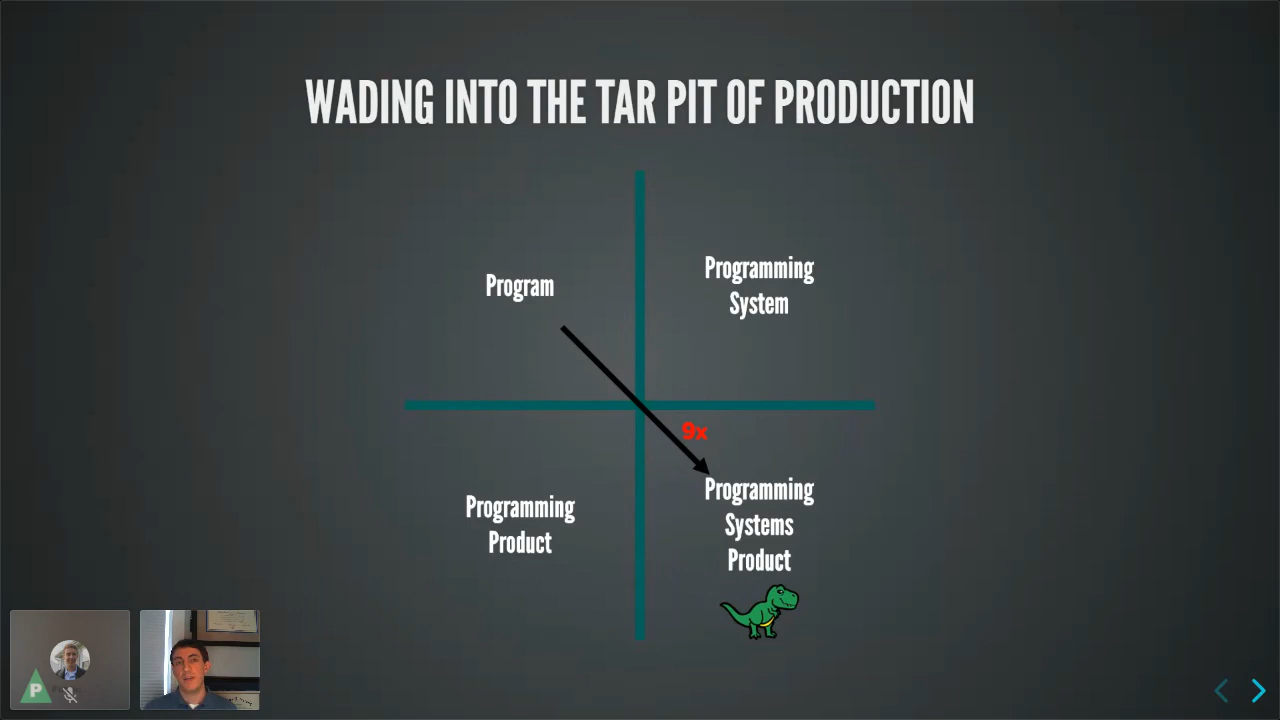 WADING INTO THE TAR PIT OF PRODUCTION
Program
Programming
System
9x
Programming
Product
Programming
Systems
Product
P